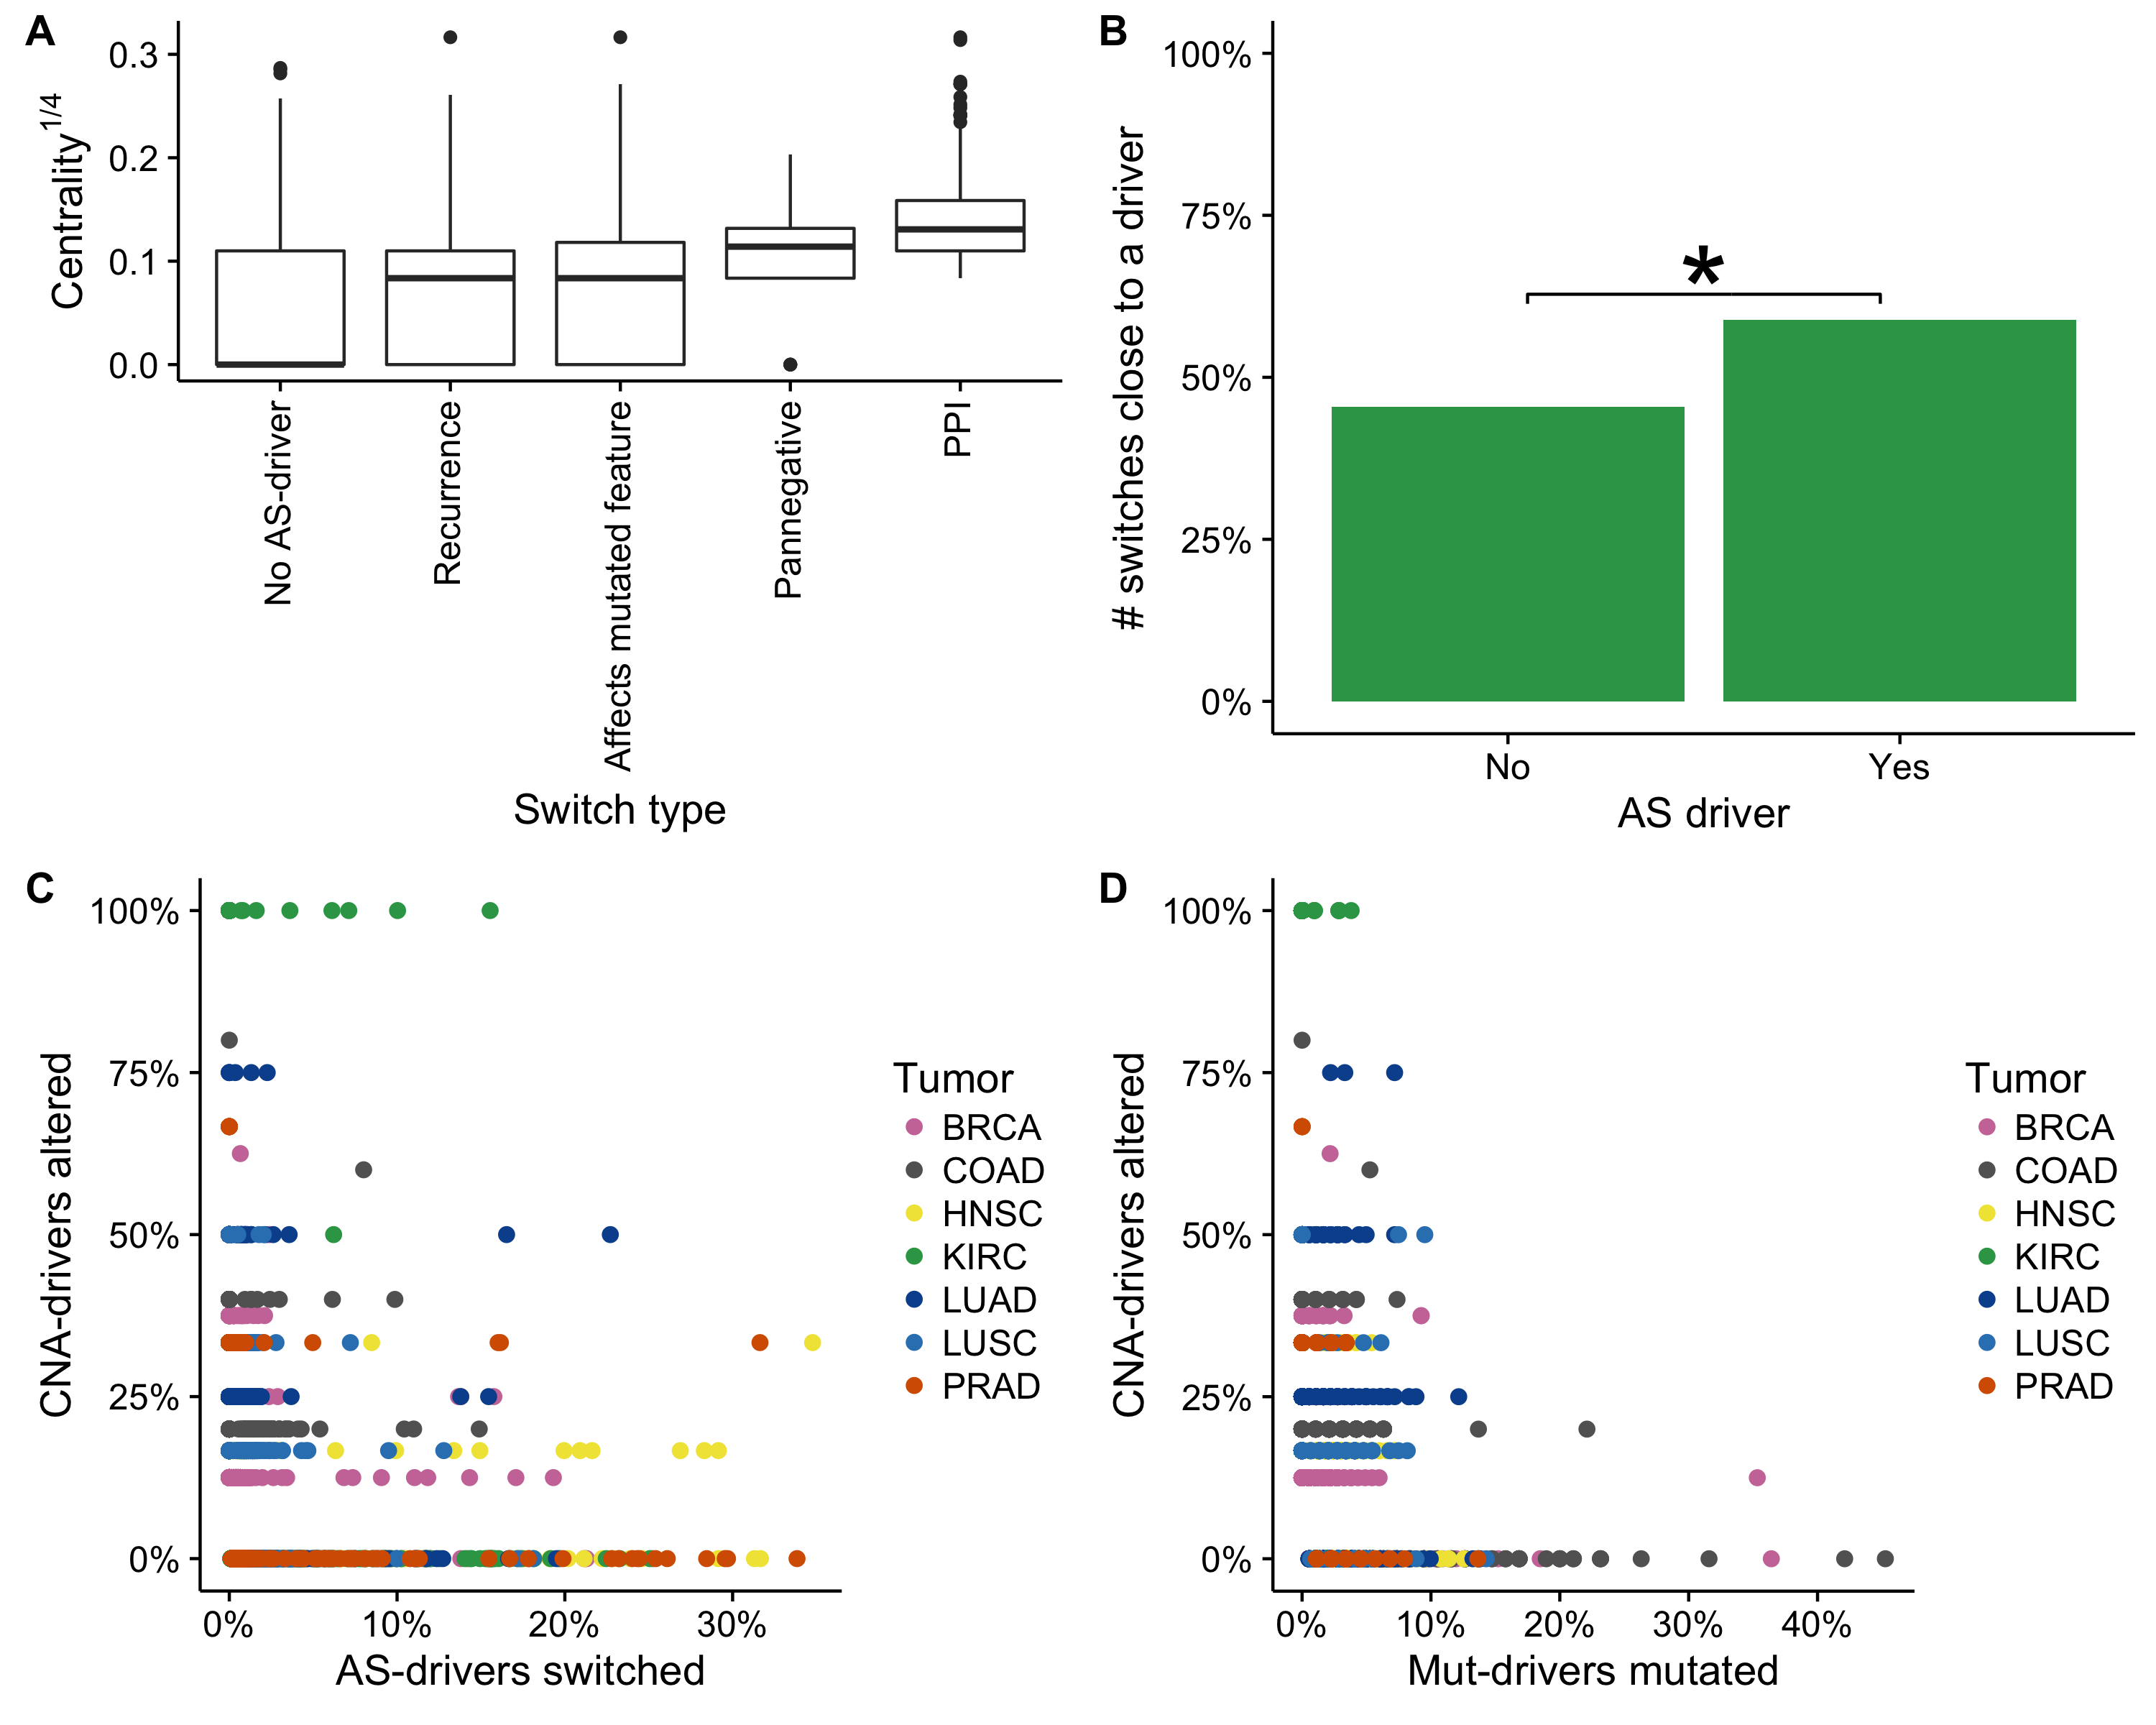 A
Centrality1/4
0.3
0.2
0.1
0.0
No AS-driver
Recurrence
Affects mutated feature
Pannegative
PPI
Switch type
B
# switches close to a driver
100%
75%
50%
25%
0%
*
No
Yes
AS driver
C
CNA-drivers altered
100%
75%
50%
25%
0%
0%
10%
20%
30%
AS-drivers switched
Tumor
BRCA
COAD
HNSC
KIRC
LUAD
LUSC
PRAD
D
CNA-drivers altered
100%
75%
50%
25%
0%
0%
10%
20%
30%
40%
Mut-drivers mutated
Tumor
BRCA
COAD
HNSC
KIRC
LUAD
LUSC
PRAD